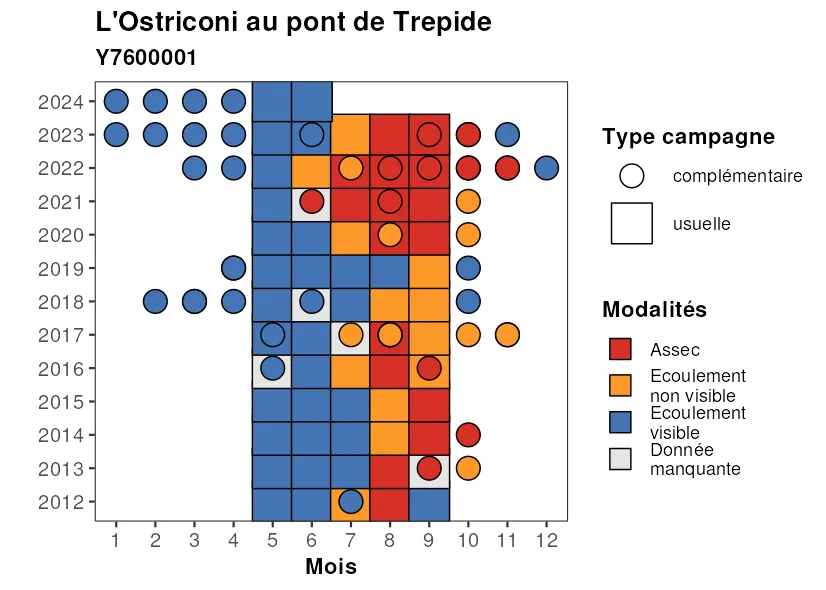 L'Ostriconi au pont de Trepide
Y7600001
2024
2023
2022
2021
2020
2019
2018
2017
2016
2015
2014
2013
2012
1 2 3 4 5 6 7 8 9 10 11 12
Mois
Type campagne
complémentaire
usuelle
Modalités
Assec
Ecoulement
non visible
Ecoulement
visible
Donnée
manquante